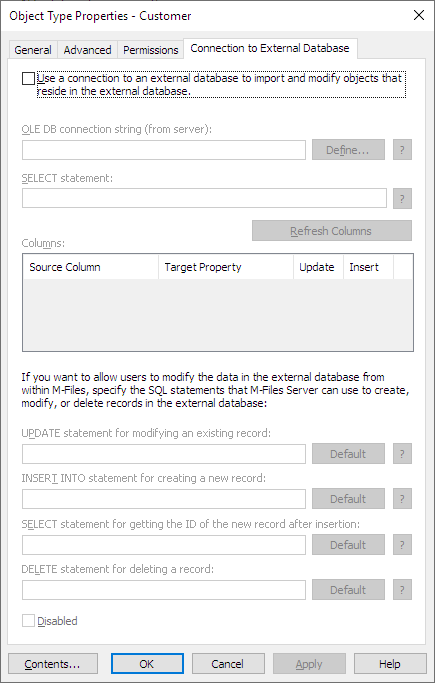 Object Type Properties - Customer
General
Advanced
Permissions
Connection to External Database
Use a connection to an external database to import and modify objects that
reside in the external database.
OLE DB connection string (from server):
Define...
?
SELECT statement:
?
Refresh Columns
Columns:
Source Column
Target Property
Update
Insert
If you want to allow users to modify the data in the external database from
within M-Files, specify the SQL statements that M-Files Server can use to create,
modify, or delete records in the external database:
UPDATE statement for modifying an existing record:
Default
?
INSERT INTO statement for creating a new record:
Default
?
SELECT statement for getting the ID of the new record after insertion:
Default
?
DELETE statement for deleting a record:
Default
?
Disabled
Contents...
OK
Cancel
Apply
Help